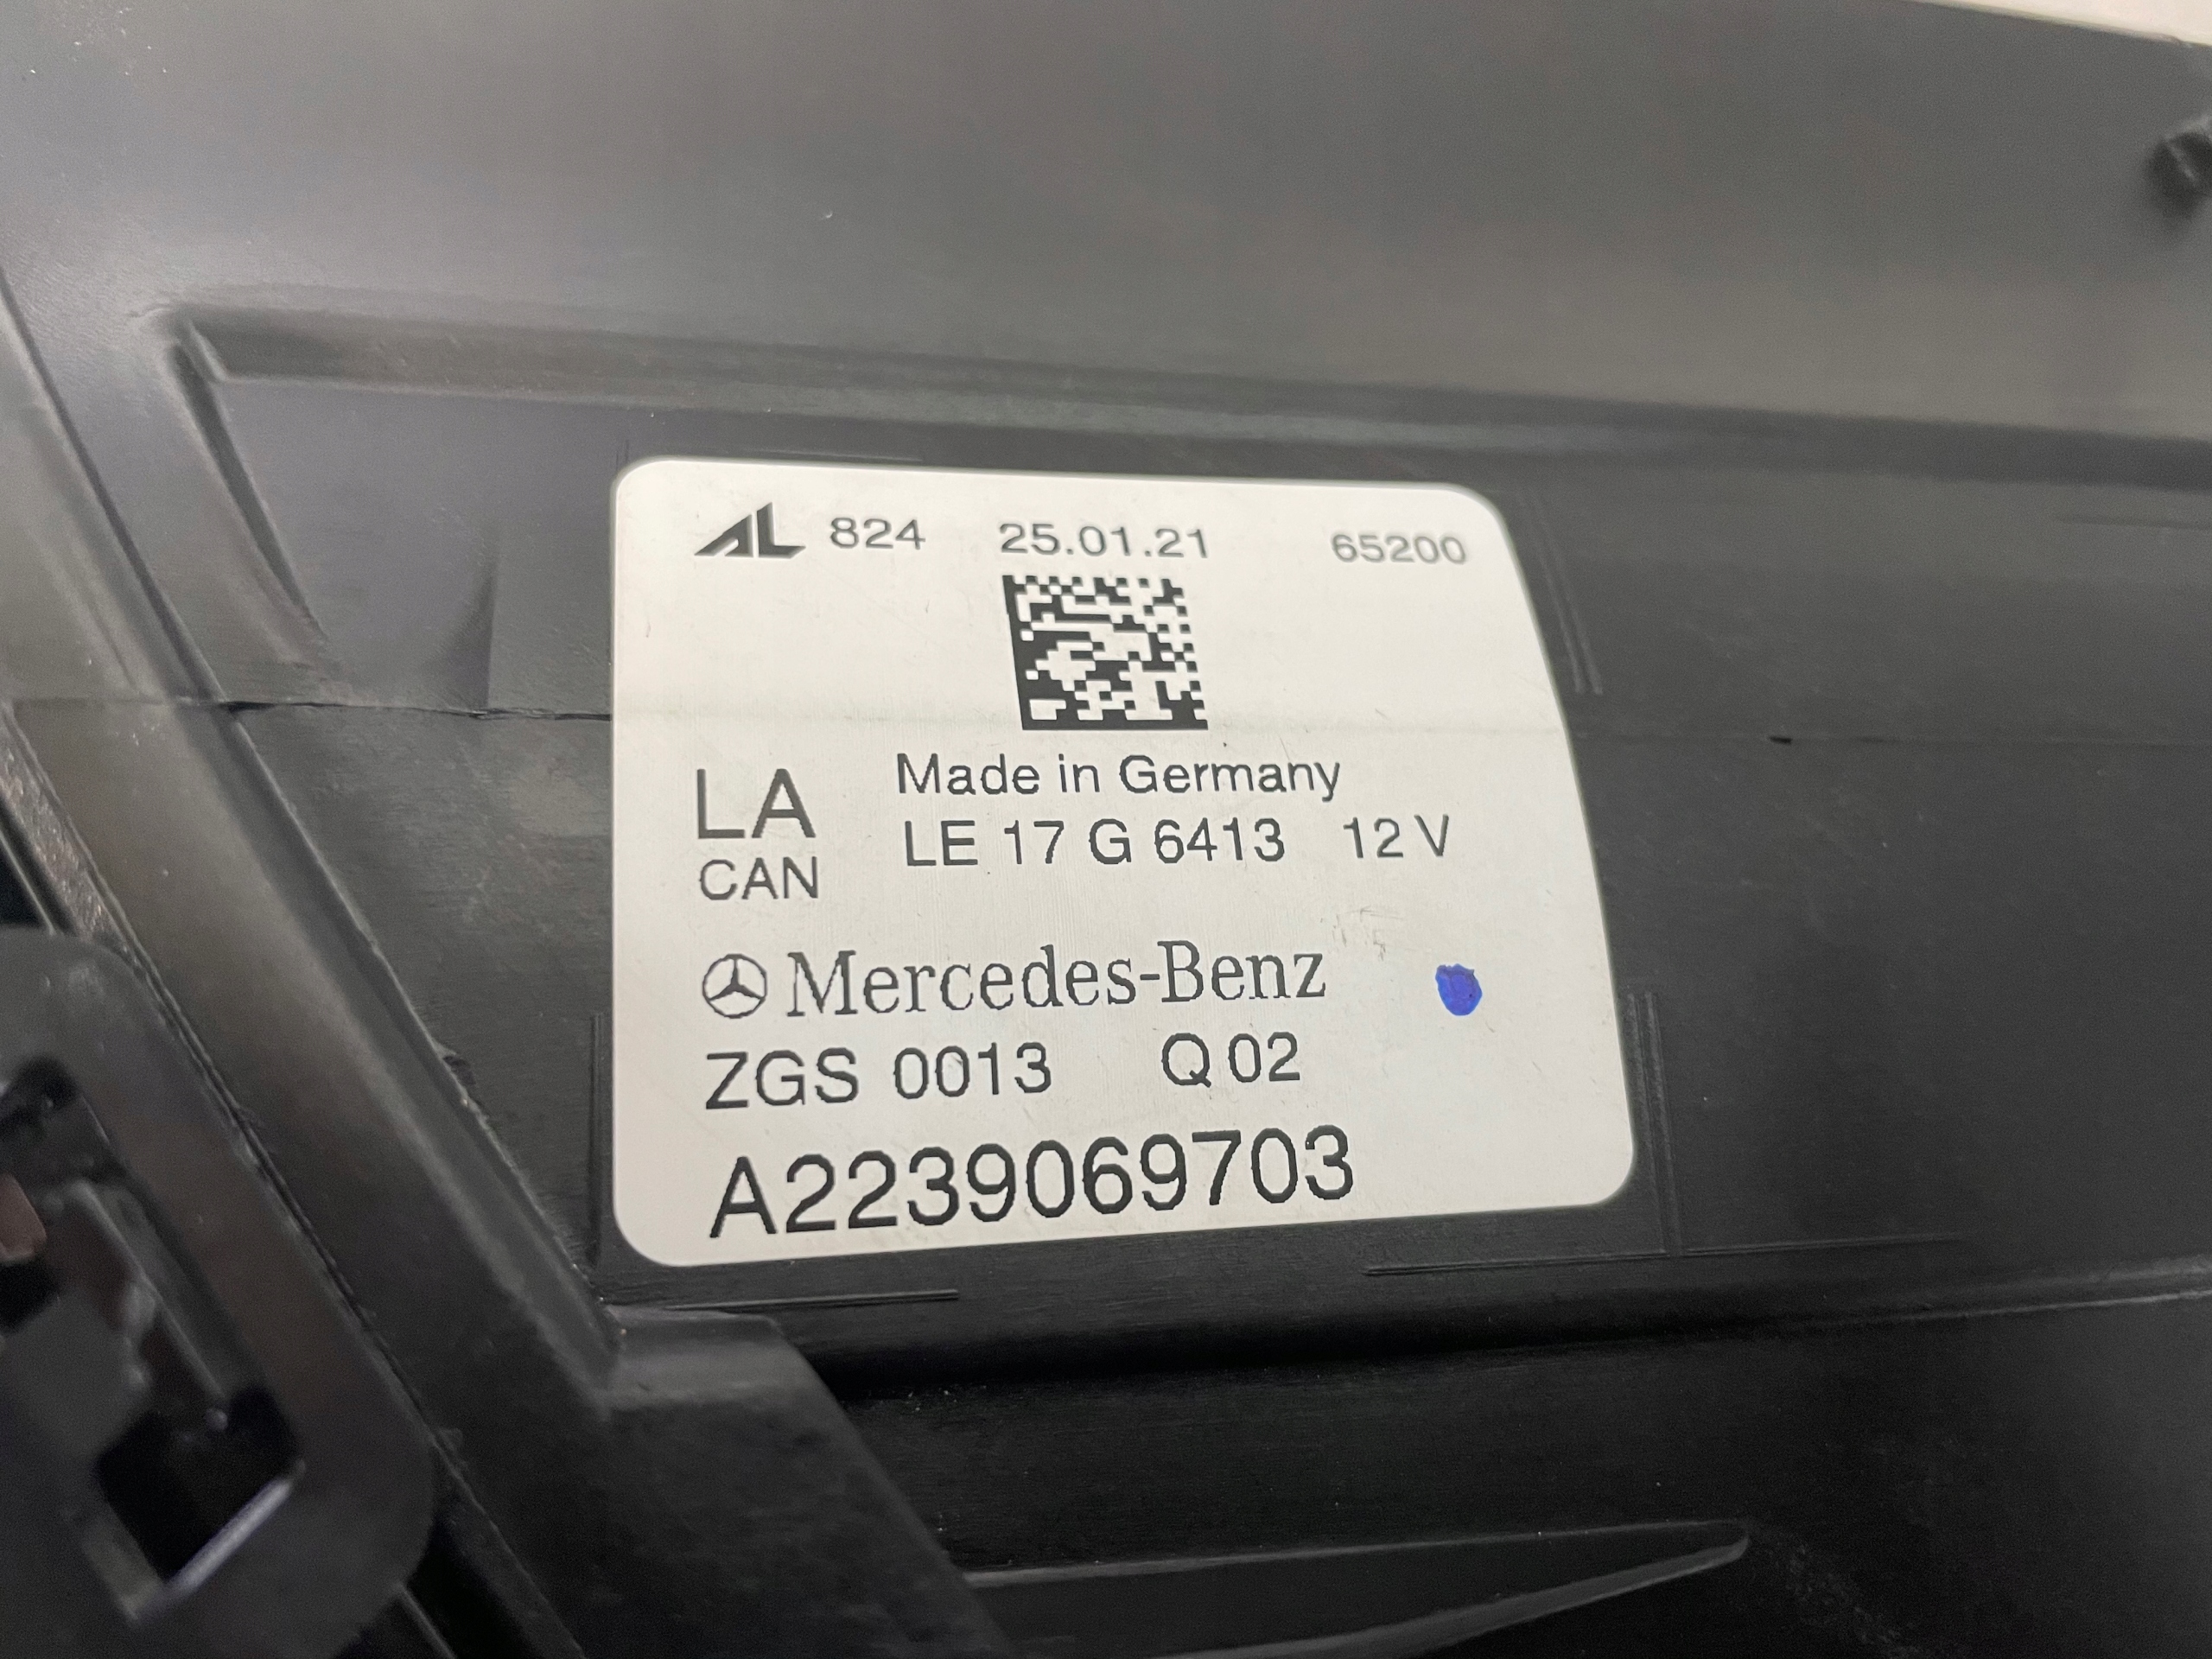 AL 824 25.01.21 65200
Made in Germany
LA LE 17 G 6413 12 V
CAN
Mercedes-Benz
ZGS 0013 Q 02
A2239069703